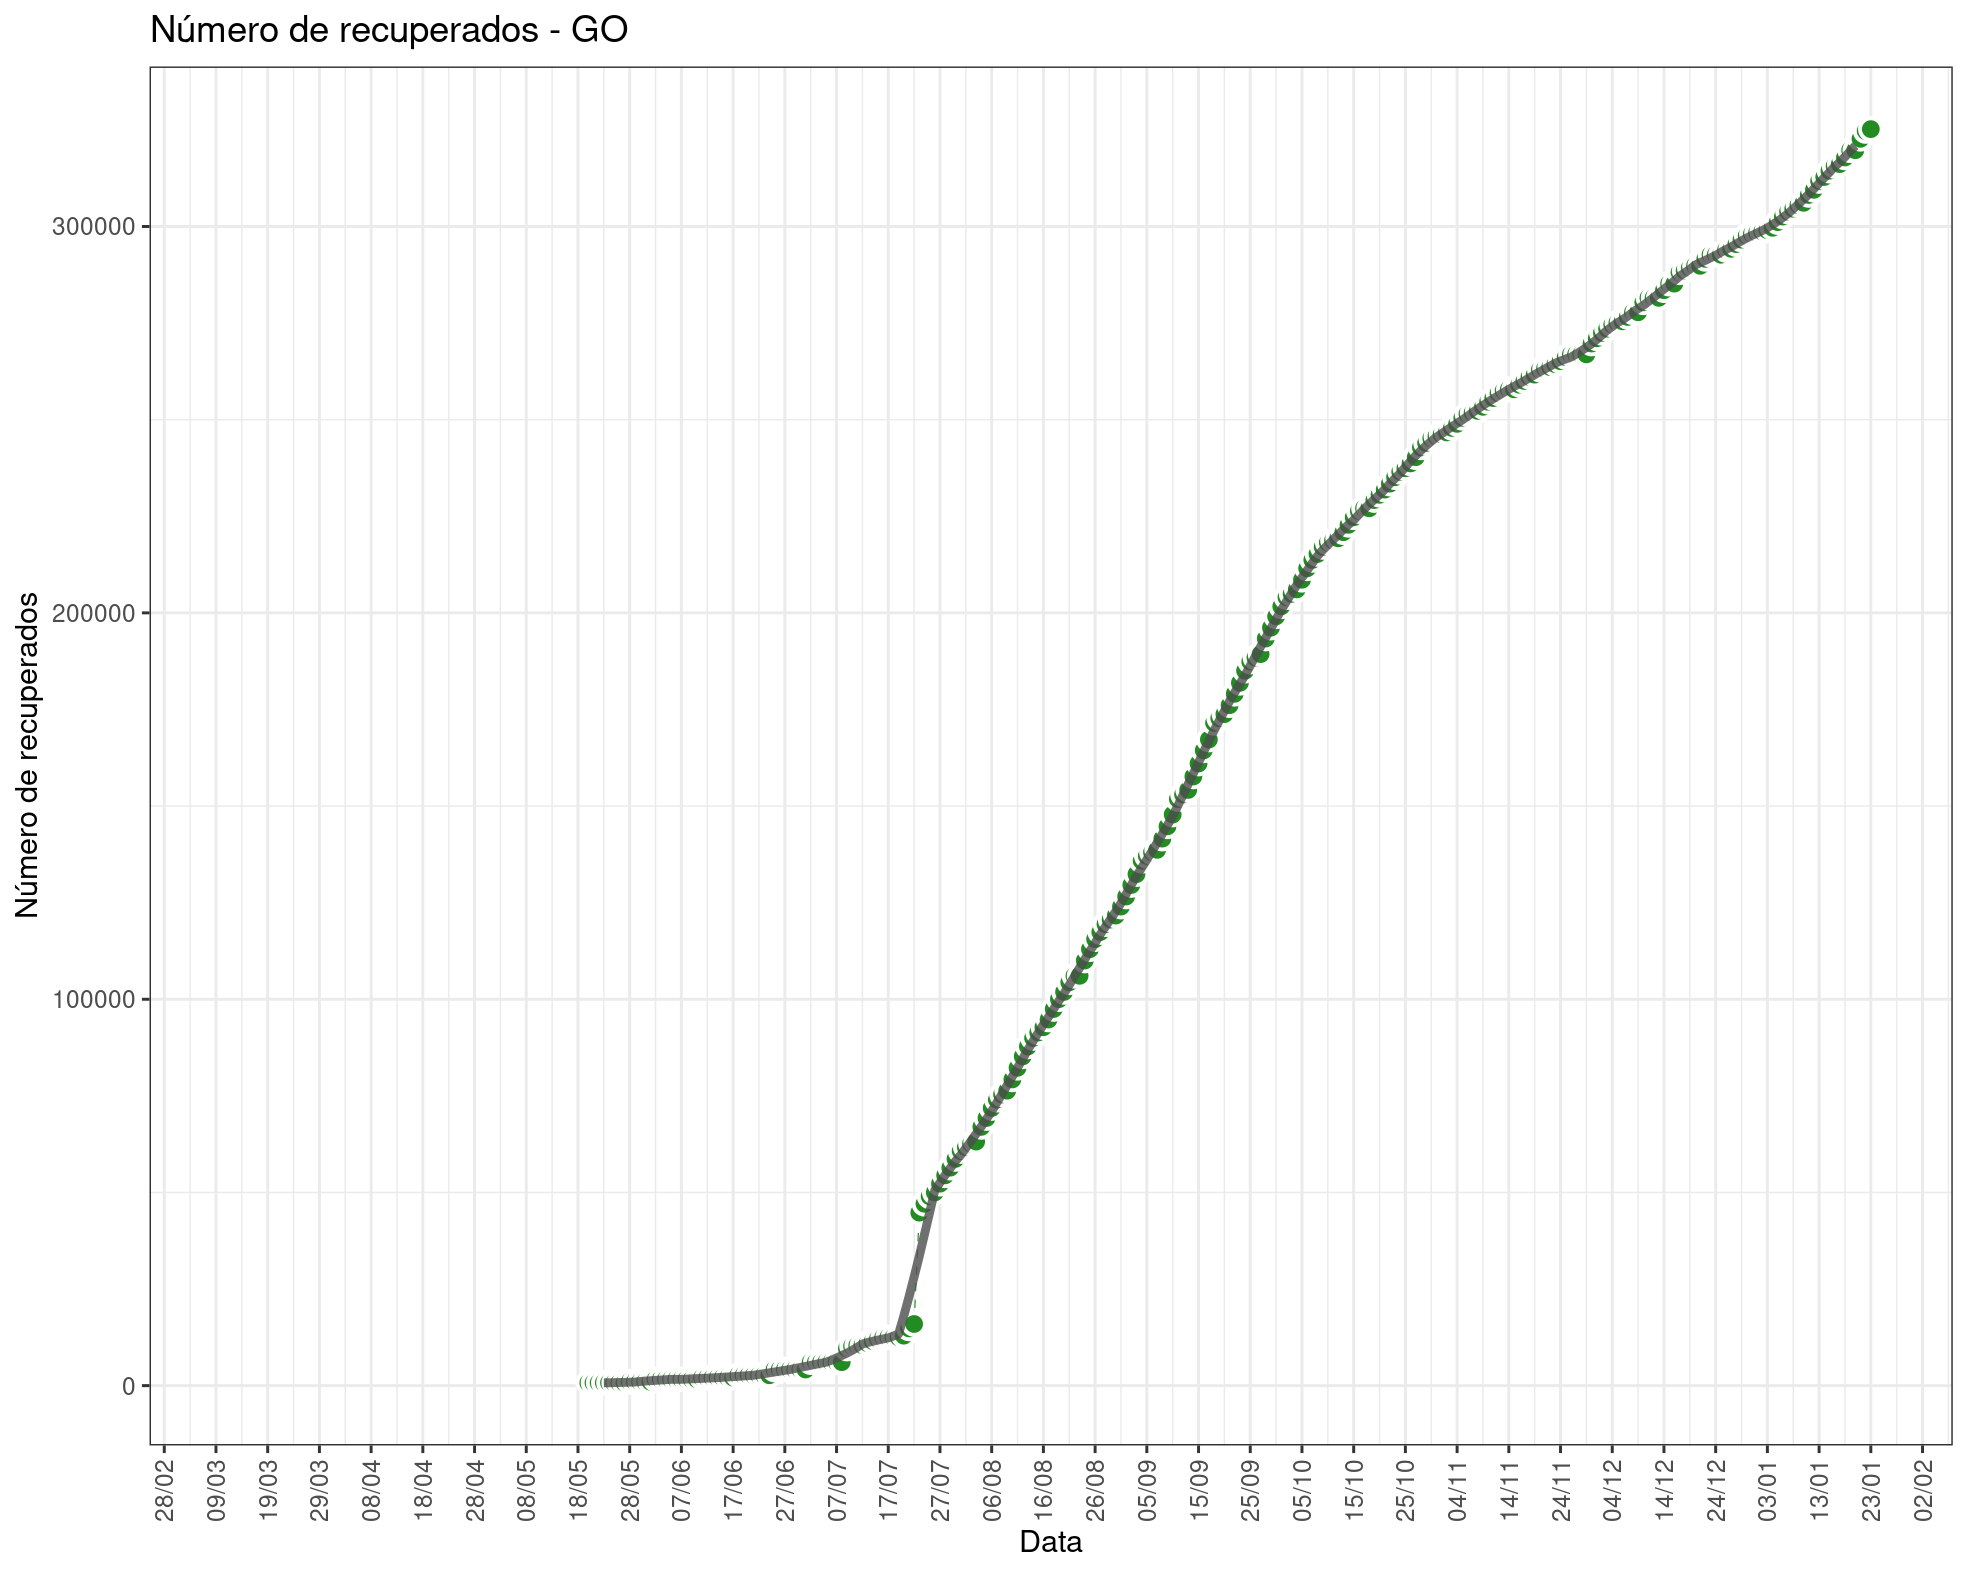 Número de recuperados - GO
Número de recuperados
300000
200000
100000
0
28/02 09/03 19/03 29/03 08/04 18/04 28/04 08/05 18/05 28/05 07/06 17/06 27/06 07/07 17/07 27/07 06/08 16/08 26/08 05/09 15/09 25/09 05/10 15/10 25/10 04/11 14/11 24/11 04/12 14/12 24/12 03/01 13/01 23/01 02/02
Data